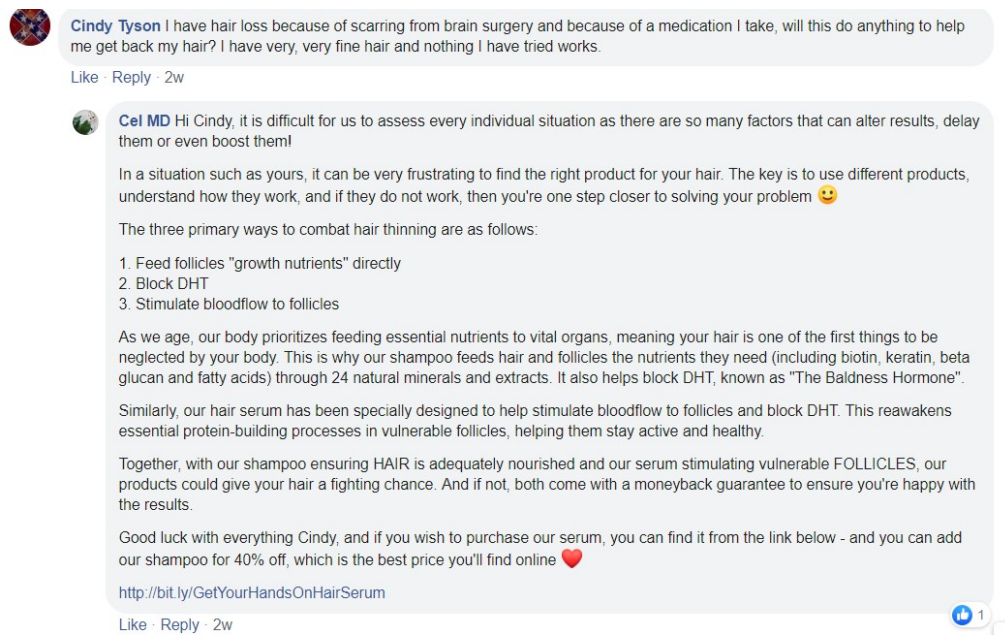 Cindy Tyson I have hair loss because of scarring from brain surgery and because of a medication I take, will this do anything to help
me get back my hair? I have very, very fine hair and nothing I have tried works.
Like · Reply · 2w
Cel MD Hi Cindy, it is difficult for us to assess every individual situation as there are so many factors that can alter results, delay
them or even boost them!
In a situation such as yours, it can be very frustrating to find the right product for your hair. The key is to use different products,
understand how they work, and if they do not work, then you're one step closer to solving your problem 🙂
The three primary ways to combat hair thinning are as follows:
1. Feed follicles "growth nutrients" directly
2. Block DHT
3. Stimulate bloodflow to follicles
As we age, our body prioritizes feeding essential nutrients to vital organs, meaning your hair is one of the first things to be
neglected by your body. This is why our shampoo feeds hair and follicles the nutrients they need (including biotin, keratin, beta
glucan and fatty acids) through 24 natural minerals and extracts. It also helps block DHT, known as "The Baldness Hormone".
Similarly, our hair serum has been specially designed to help stimulate bloodflow to follicles and block DHT. This reawakens
essential protein-building processes in vulnerable follicles, helping them stay active and healthy.
Together, with our shampoo ensuring HAIR is adequately nourished and our serum stimulating vulnerable FOLLICLES, our
products could give your hair a fighting chance. And if not, both come with a moneyback guarantee to ensure you're happy with
the results.
Good luck with everything Cindy, and if you wish to purchase our serum, you can find it from the link below - and you can add
our shampoo for 40% off, which is the best price you'll find online ❤️
http://bit.ly/GetYourHandsOnHairSerum
1
Like · Reply · 2w